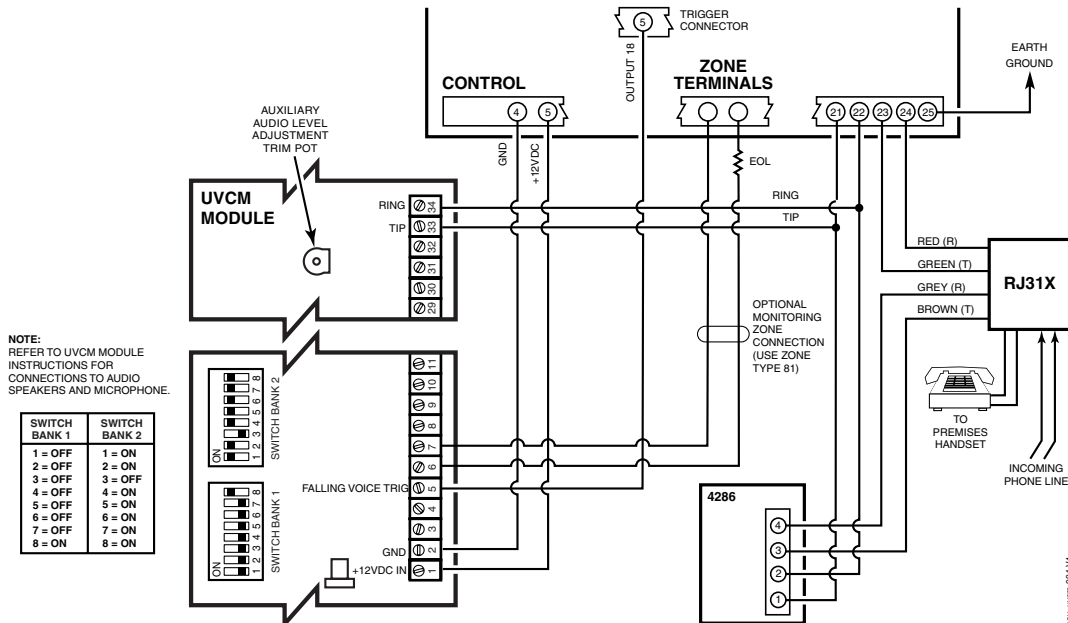 5
TRIGGER
CONNECTOR
OUTPUT 18
EARTH
GROUND
CONTROL
4 5
ZONE
TERMINALS
21 22 23 24 25
AUXILIARY
AUDIO LEVEL
ADJUSTMENT
TRIM POT
GND
+12VDC
EOL
UVCM
MODULE
RING
TIP
34
33
32
31
30
29
RING
TIP
RED (R)
GREEN (T)
GREY (R)
BROWN (T)
RJ31X
OPTIONAL
MONITORING
ZONE
CONNECTION
(USE ZONE
TYPE 81)
NOTE:
REFER TO UVCM MODULE
INSTRUCTIONS FOR
CONNECTIONS TO AUDIO
SPEAKERS AND MICROPHONE.
SWITCH BANK 1 SWITCH BANK 2
1 = OFF 1 = ON
2 = OFF 2 = ON
3 = OFF 3 = OFF
4 = OFF 4 = ON
5 = OFF 5 = ON
6 = OFF 6 = ON
7 = OFF 7 = ON
8 = ON 8 = ON
ON
1 2 3 4 5 6 7 8
SWITCH BANK 2
ON
1 2 3 4 5 6 7 8
SWITCH BANK 1
11
10
9
8
7
6
5
4
3
2
1
FALLING VOICE TRIG
GND
+12VDC IN
TO
PREMISES
HANDSET
INCOMING
PHONE LINE
4286
4
3
2
1